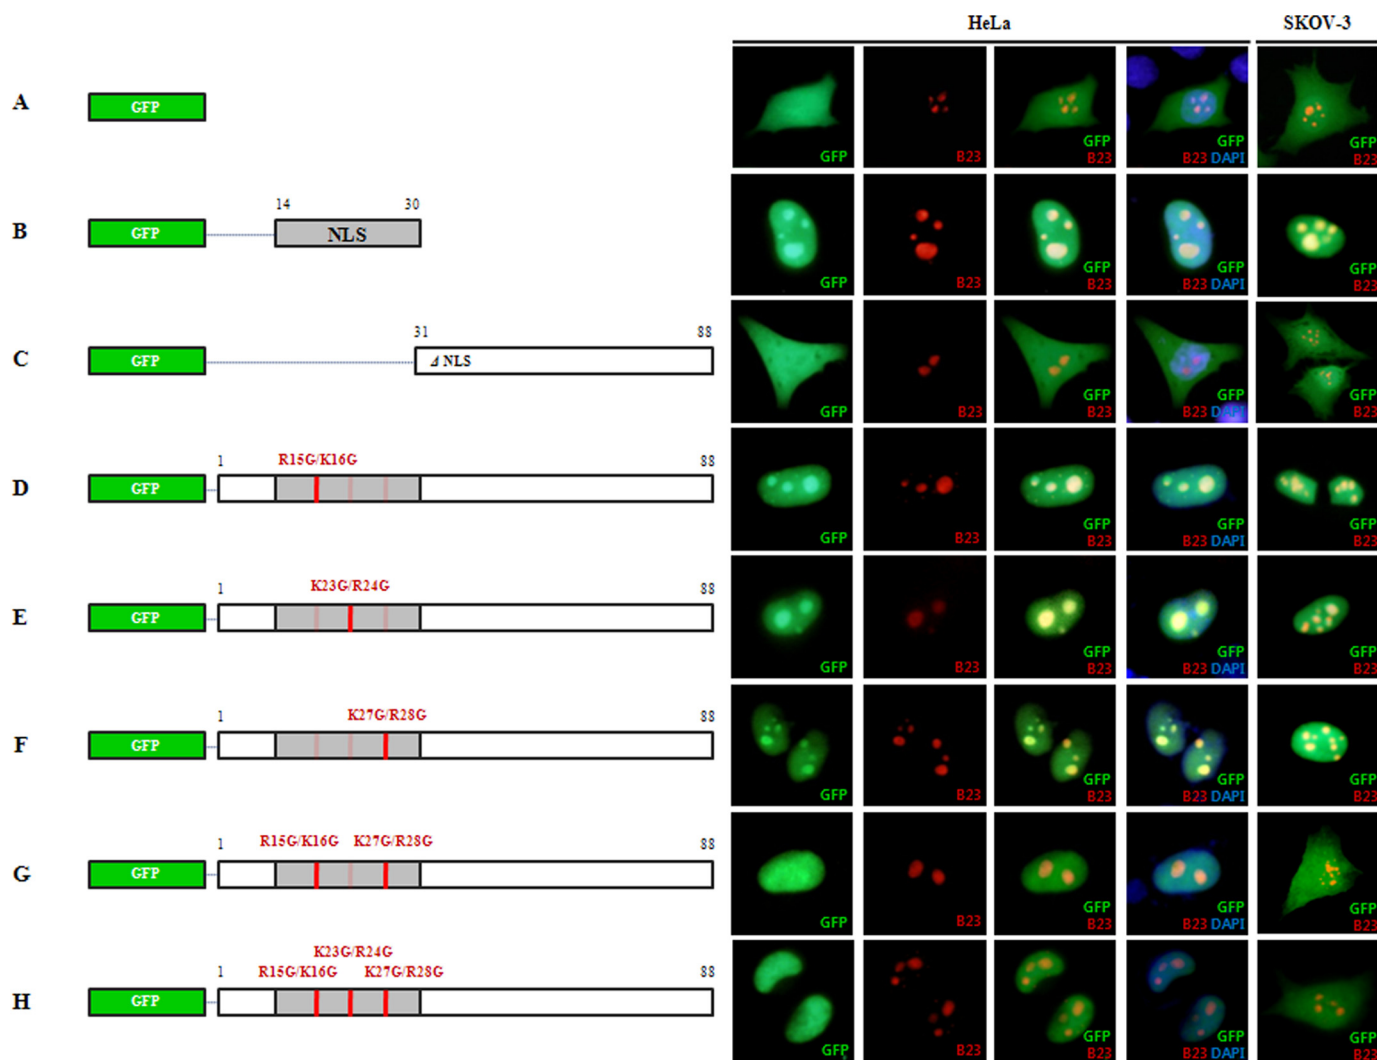 HeLa SKOV-3
A GFP GFP B23 GFP B23 GFP B23 DAPI GFP B23
B GFP 14 30 NLS GFP B23 GFP B23 GFP B23 DAPI GFP B23
C GFP 31 88 Δ NLS GFP B23 GFP B23 GFP B23 DAPI GFP B23
D GFP 1 R15G/K16G 88 GFP B23 GFP B23 GFP B23 DAPI GFP B23
E GFP 1 K23G/R24G 88 GFP B23 GFP B23 GFP B23 DAPI GFP B23
F GFP 1 K27G/R28G 88 GFP B23 GFP B23 GFP B23 DAPI GFP B23
G GFP 1 R15G/K16G K27G/R28G 88 GFP B23 GFP B23 GFP B23 DAPI GFP B23
H GFP K23G/R24G 1 R15G/K16G K27G/R28G 88 GFP B23 GFP B23 GFP B23 DAPI GFP B23